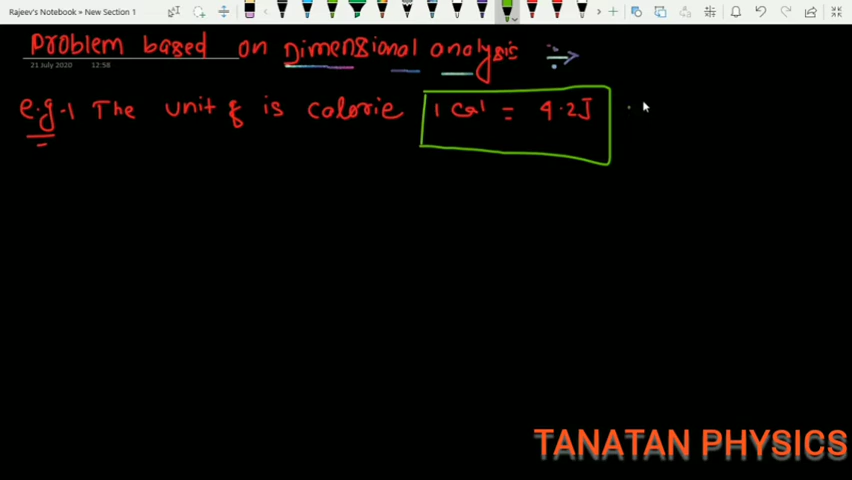 Rajeev's Notebook » New Section 1
Problem based on Dimensional analysis ÷>
21 July 2020 12:58
e.g.-1 The unit of is calorie 1 Cal = 4.2J
TANATAN PHYSICS